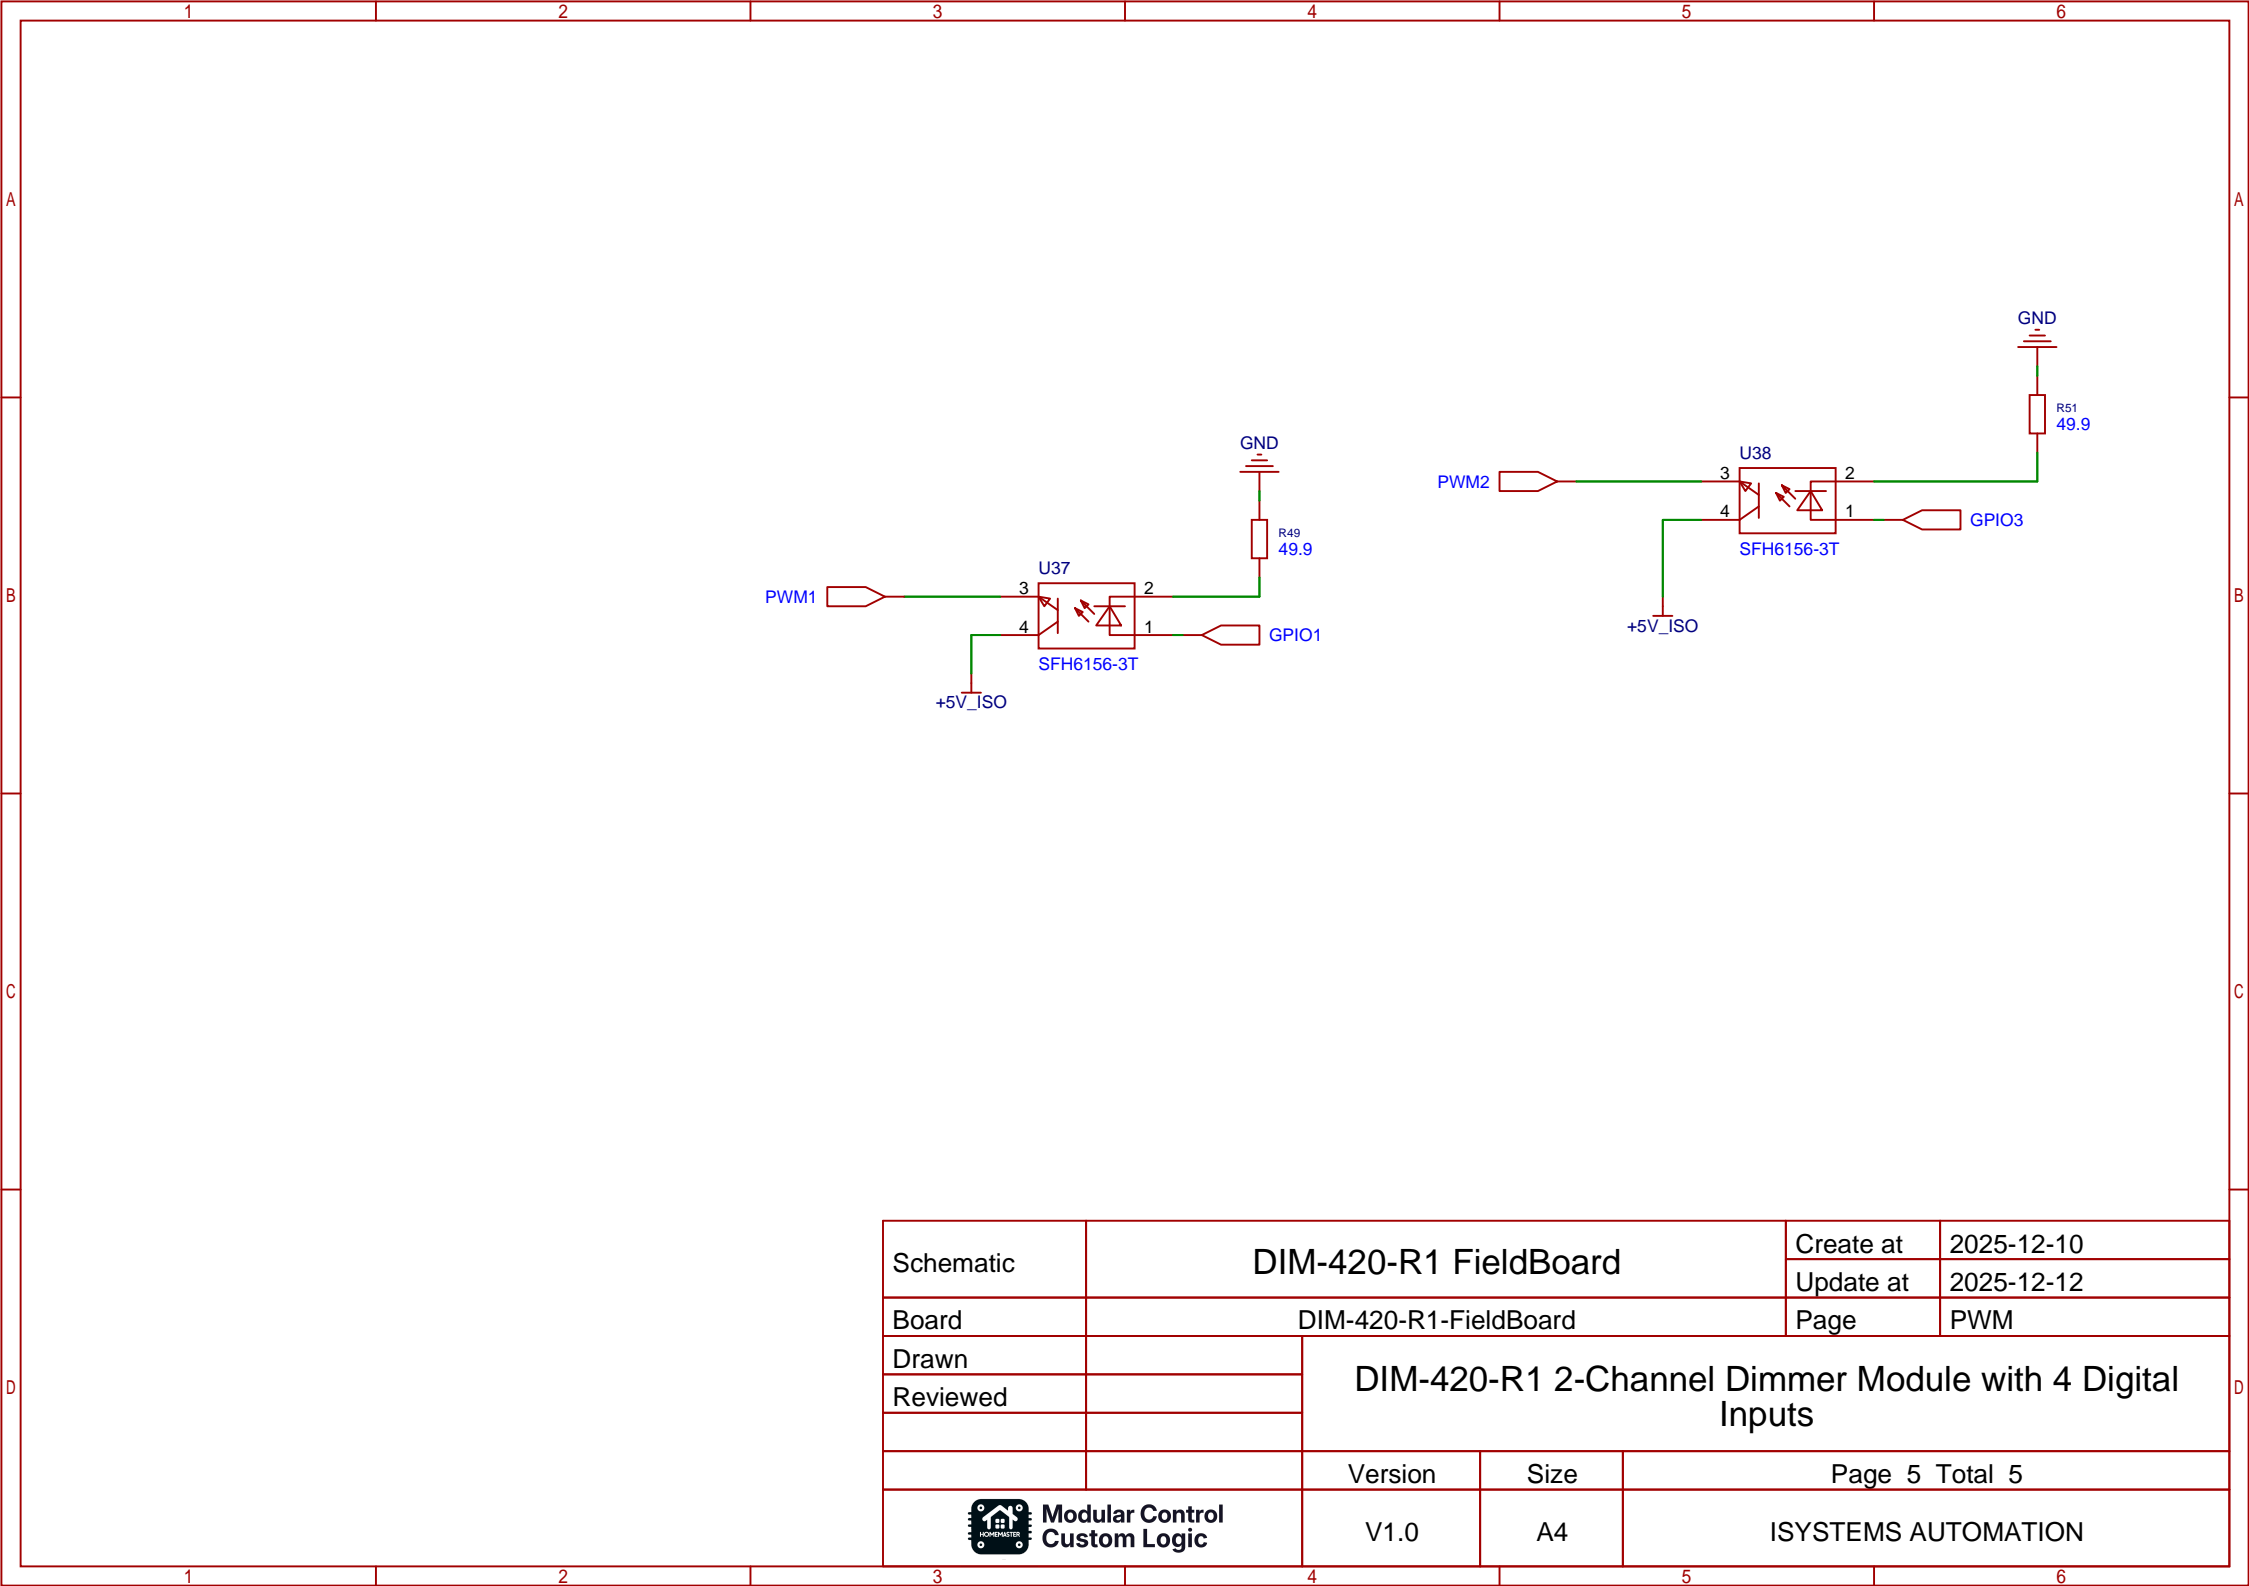 1 2 3 4 5 6
A A
GND
R51
49.9
GND
U38
PWM2 3 2
4 1 GPIO3
SFH6156-3T
R49
49.9
U37
PWM1 3 2
4 1 GPIO1
SFH6156-3T
+5V_ISO
+5V_ISO
B B
C C
D D
Schematic DIM-420-R1 FieldBoard Create at 2025-12-10
Update at 2025-12-12
Board DIM-420-R1-FieldBoard Page PWM
Drawn
Reviewed
DIM-420-R1 2-Channel Dimmer Module with 4 Digital
Inputs
Version Size Page 5 Total 5
HOMEMASTER
Modular Control
Custom Logic
V1.0 A4 ISYSTEMS AUTOMATION
1 2 3 4 5 6